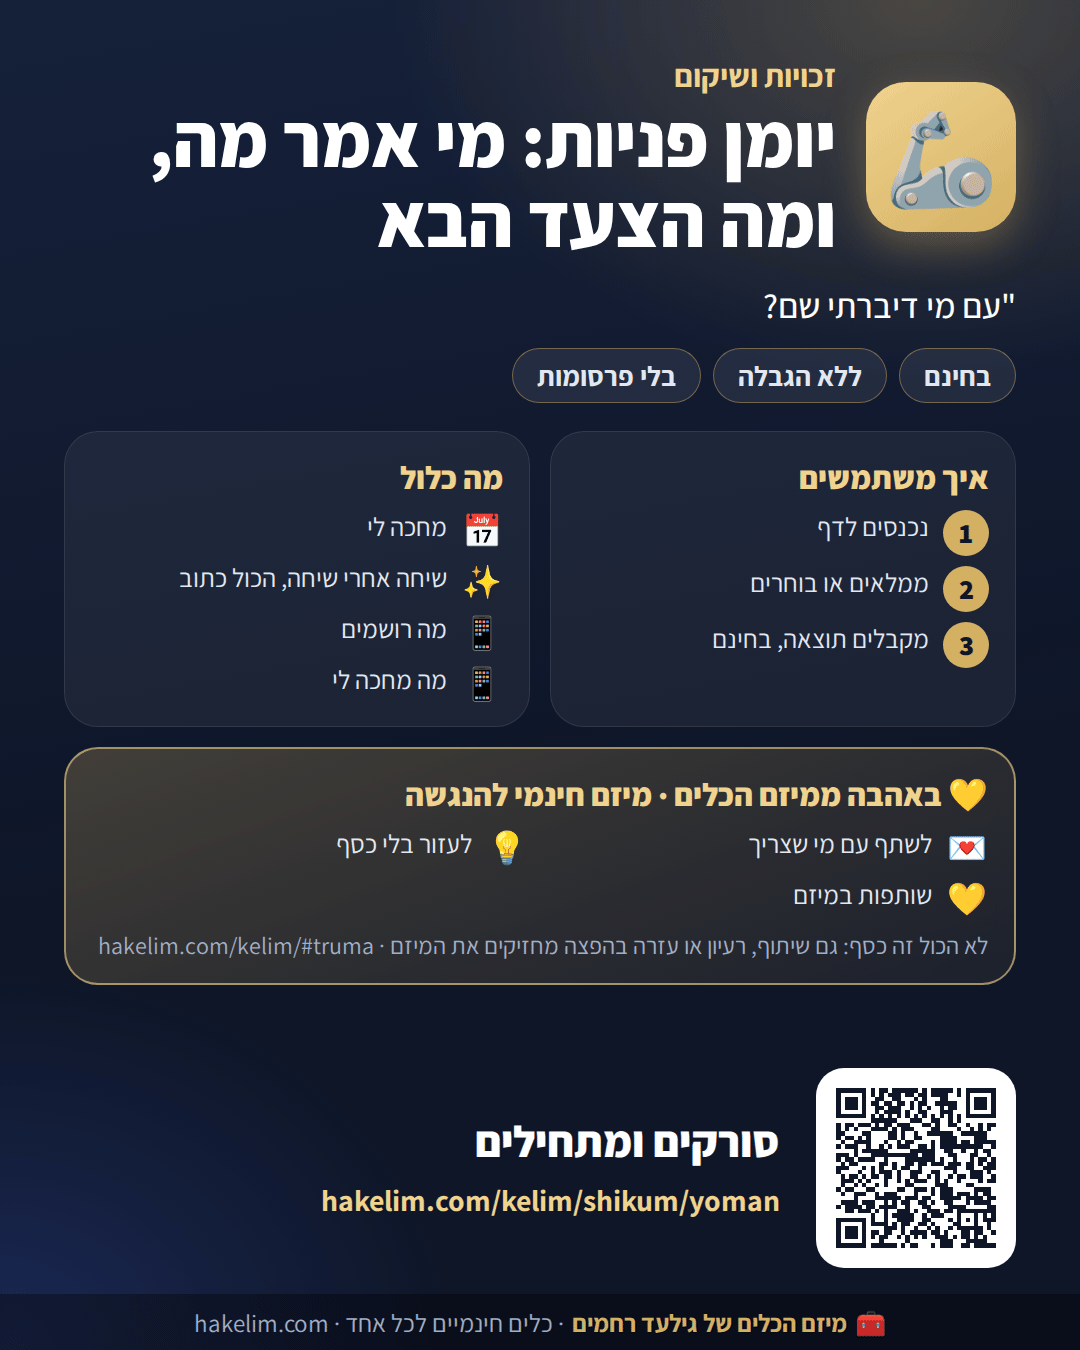 זכויות ושיקום
יומן פניות: מי אמר מה,
ומה הצעד הבא
"עם מי דיברתי שם?
בחינם
ללא הגבלה
בלי פרסומות
איך משתמשים
1 נכנסים לדף
2 ממלאים או בוחרים
3 מקבלים תוצאה, בחינם
מה כלול
July 17 מחכה לי
שיחה אחרי שיחה, הכול כתוב
מה רושמים
מה מחכה לי
באהבה ממיזם הכלים · מיזם חינמי להנגשה
לשתף עם מי שצריך
לעזור בלי כסף
שותפות במיזם
לא הכול זה כסף: גם שיתוף, רעיון או עזרה בהפצה מחזיקים את המיזם · hakelim.com/kelim/#truma
סורקים ומתחילים
hakelim.com/kelim/shikum/yoman
מיזם הכלים של גילעד רחמים · כלים חינמיים לכל אחד · hakelim.com